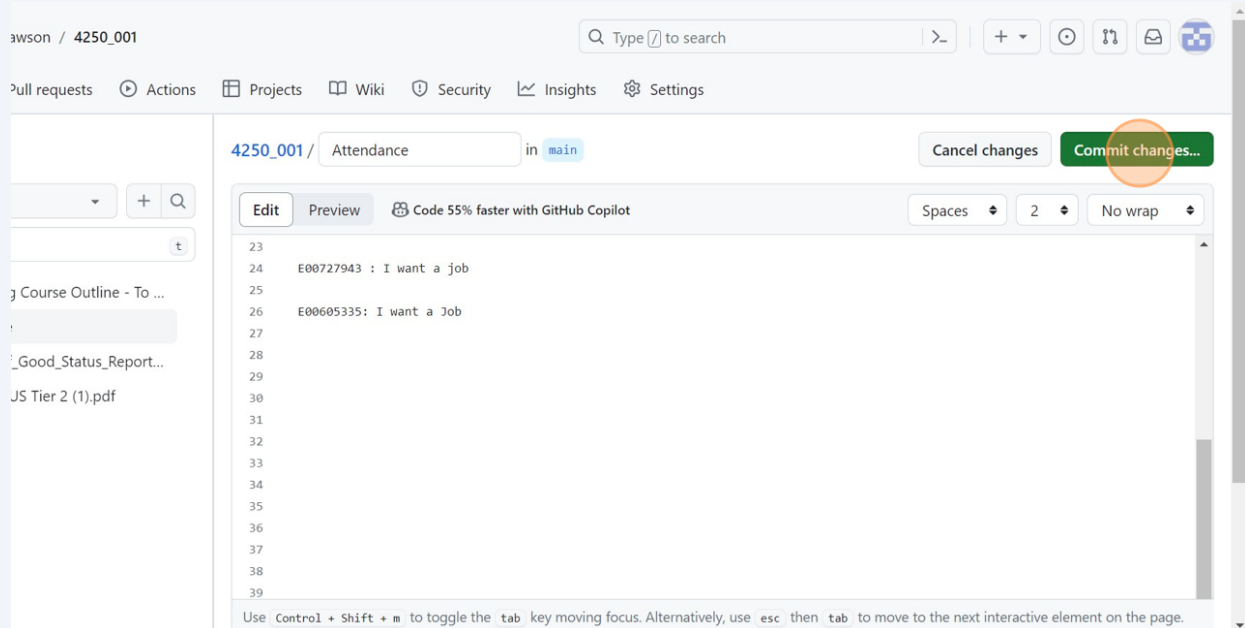 awson / 4250_001
Type / to search
Pull requests Actions Projects Wiki Security Insights Settings
4250_001 / Attendance in main Cancel changes Commit changes...
t
Edit Preview Code 55% faster with GitHub Copilot Spaces 2 No wrap
23
24 E00727943 : I want a job
25
g Course Outline - To ...
26 E00605335: I want a Job
27
28
_Good_Status_Report...
29
30
US Tier 2 (1).pdf
31
32
33
34
35
36
37
38
39
Use Control + Shift + m to toggle the tab key moving focus. Alternatively, use esc then tab to move to the next interactive element on the page.